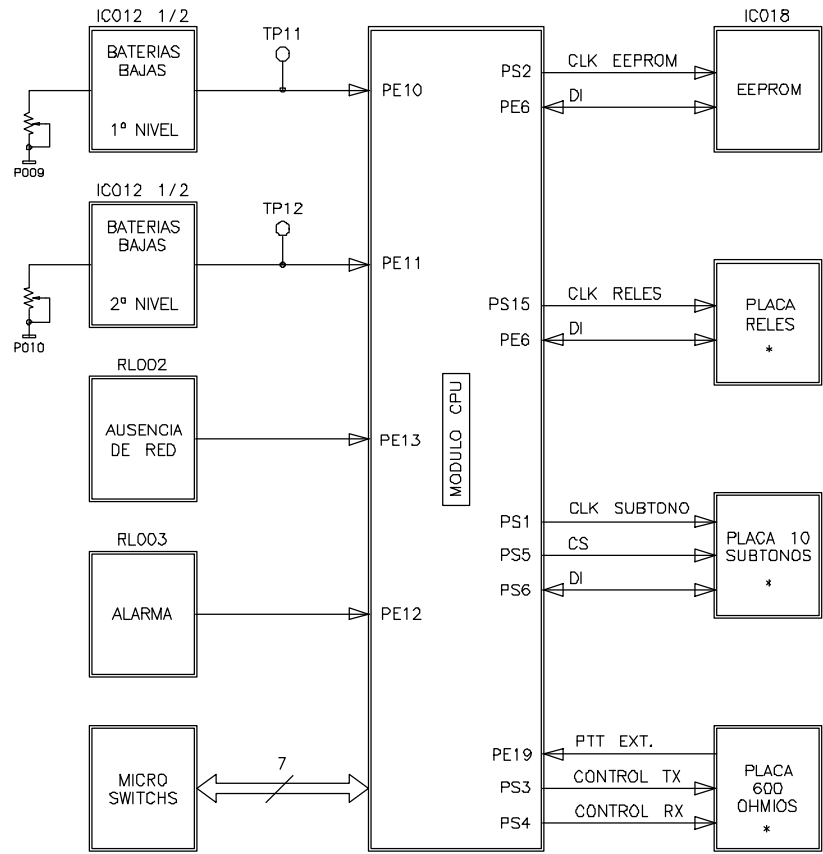 IC012 1/2
BATERIAS
BAJAS
1ª NIVEL
P009
TP11
PE10
IC012 1/2
BATERIAS
BAJAS
2ª NIVEL
P010
TP12
PE11
RL002
AUSENCIA
DE RED
PE13
RL003
ALARMA
PE12
MICRO
SWITCHS
7
MODULO CPU
IC018
PS2
CLK EEPROM
PE6
DI
EEPROM
PS15
CLK RELES
PE6
DI
PLACA
RELES
*
PS1
CLK SUBTONO
PS5
CS
PS6
DI
PLACA 10
SUBTONOS
*
PE19
PTT EXT.
PS3
CONTROL TX
PS4
CONTROL RX
PLACA
600
OHMIOS
*